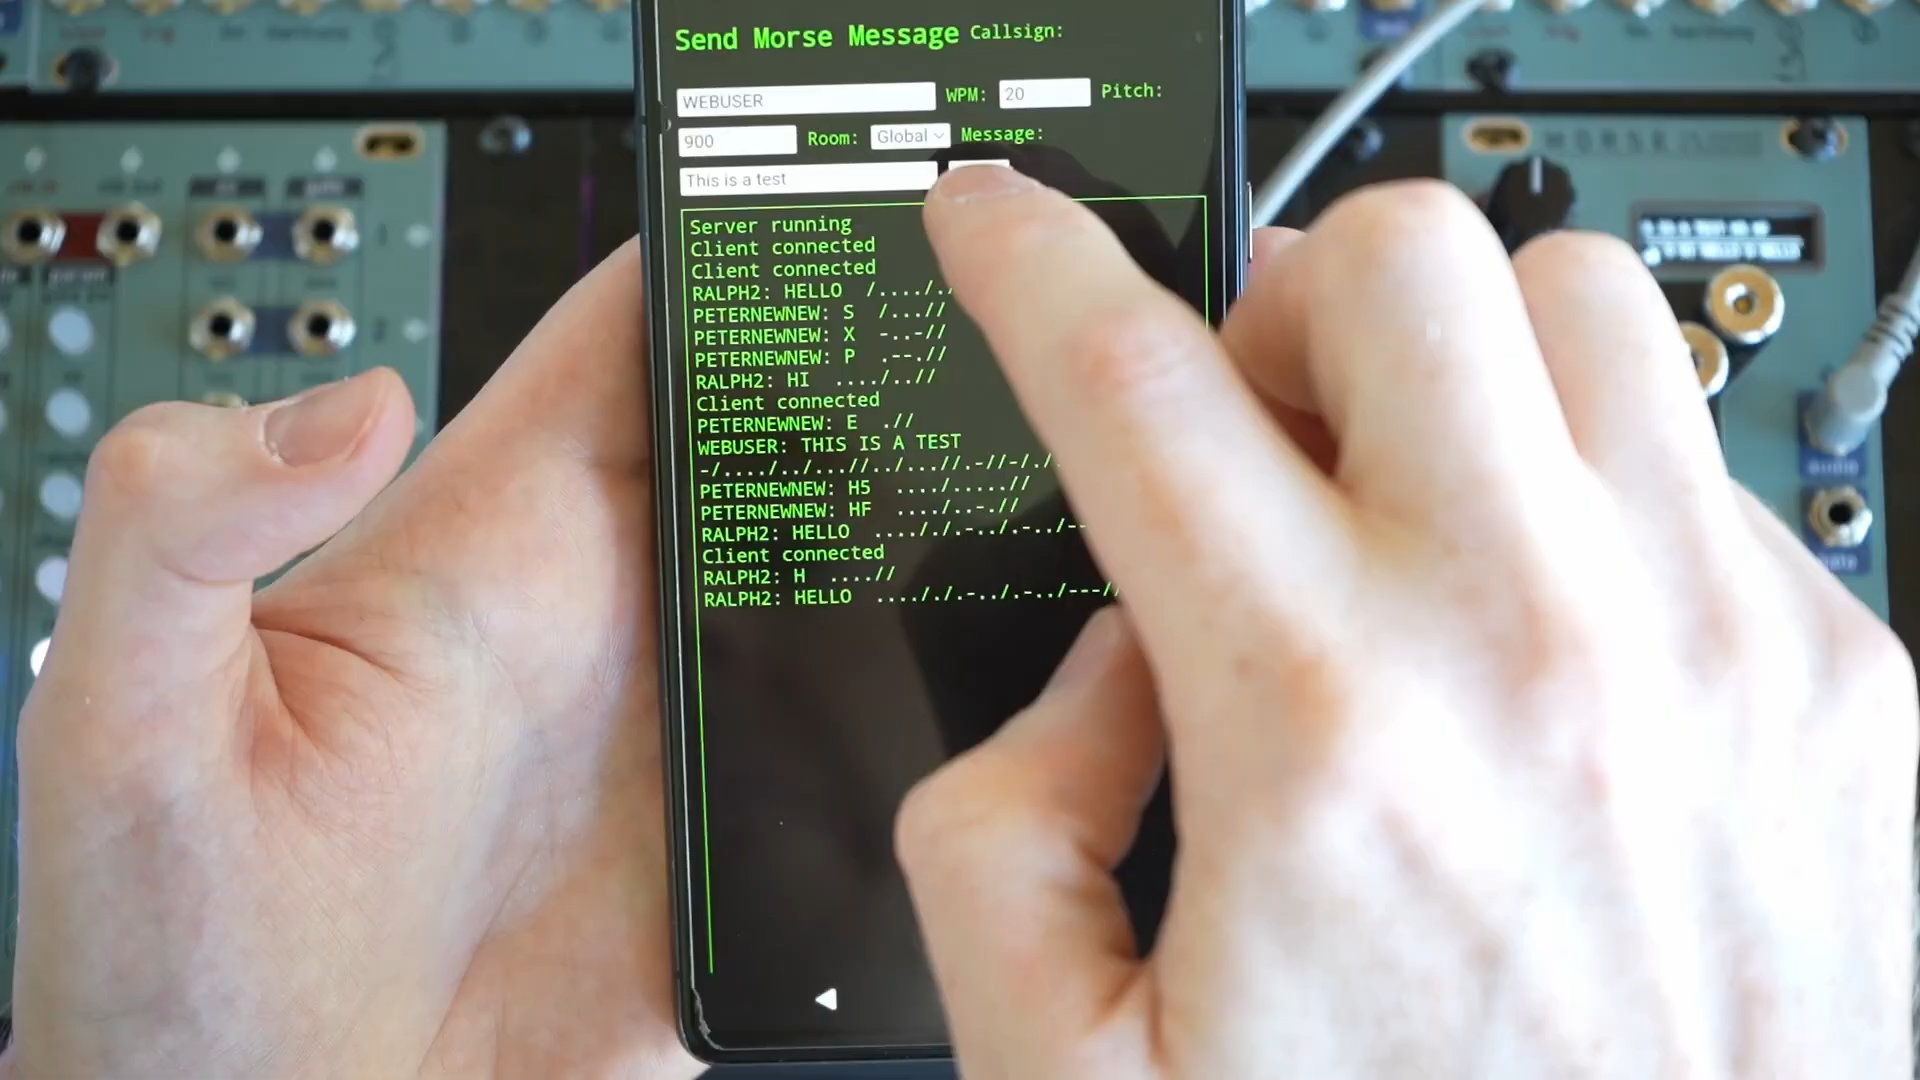 Send Morse Message Callsign:
WEBUSER WPM: 20 Pitch:
900 Room: Global Message:
This is a test
Server running
Client connected
Client connected
RALPH2: HELLO /..../.
PETERNEWNEW: S /...//
PETERNEWNEW: X -..-//
PETERNEWNEW: P .--.//
RALPH2: HI ..../..//
Client connected
PETERNEWNEW: E .//
WEBUSER: THIS IS A TEST
-/..../../...//../...//.-//-/./
PETERNEWNEW: H5 ..../.....//
PETERNEWNEW: HF ..../..-.//
RALPH2: HELLO ..../././.-../.-../--
Client connected
RALPH2: H ....//
RALPH2: HELLO ..../././.-../.-../---//